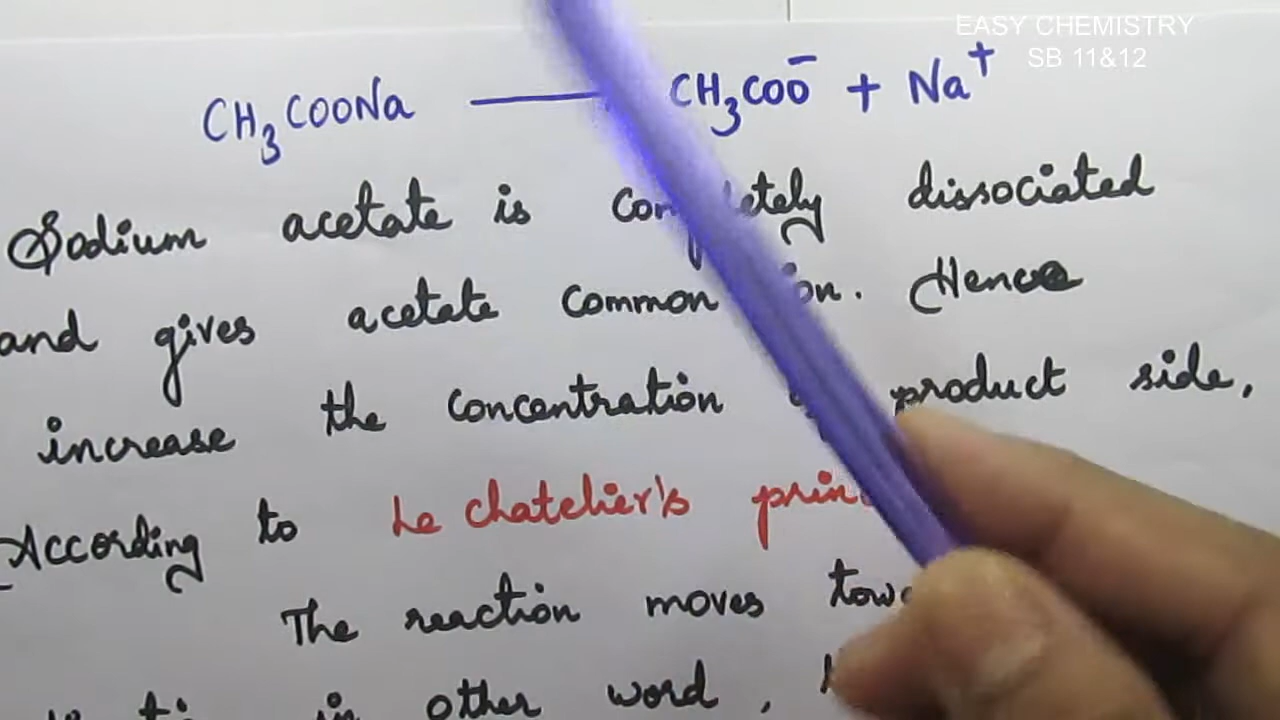 EASY CHEMISTRY
SB 11&12
CH₃COONa — CH₃COO⁻ + Na⁺
Sodium acetate is dissociated
and gives acetate common ion. Hence
increase the concentration product side,
According to Le chatelier's
The reaction moves
in other word,